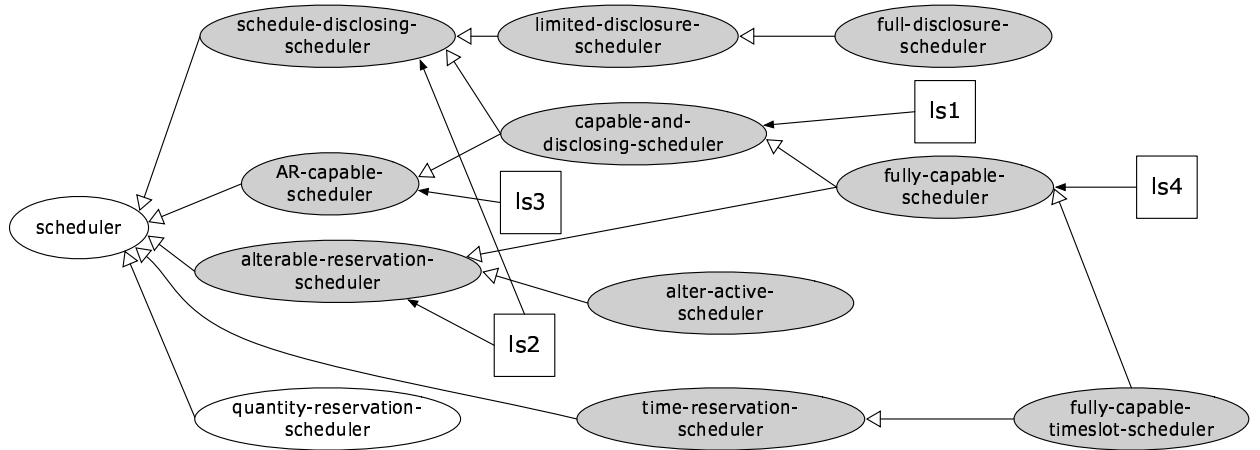 schedule-disclosing-
scheduler
limited-disclosure-
scheduler
full-disclosure-
scheduler
capable-and-
disclosing-scheduler
ls1
AR-capable-
scheduler
ls3
fully-capable-
scheduler
ls4
scheduler
alterable-reservation-
scheduler
alter-active-
scheduler
ls2
quantity-reservation-
scheduler
time-reservation-
scheduler
fully-capable-
timeslot-scheduler